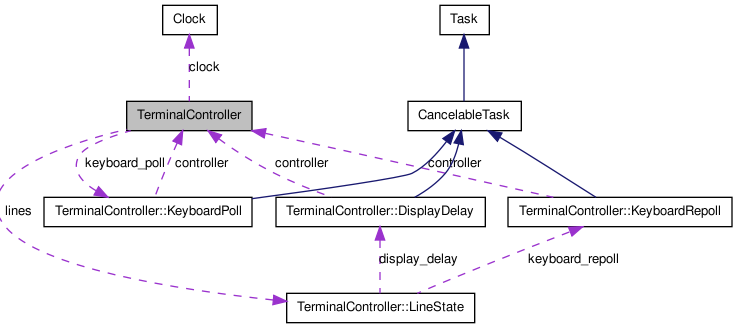 Clock
Task
clock
TerminalController
CancelableTask
keyboard_poll
controller
controller
controller
lines
TerminalController::KeyboardPoll
TerminalController::DisplayDelay
TerminalController::KeyboardRepoll
display_delay
keyboard_repoll
TerminalController::LineState